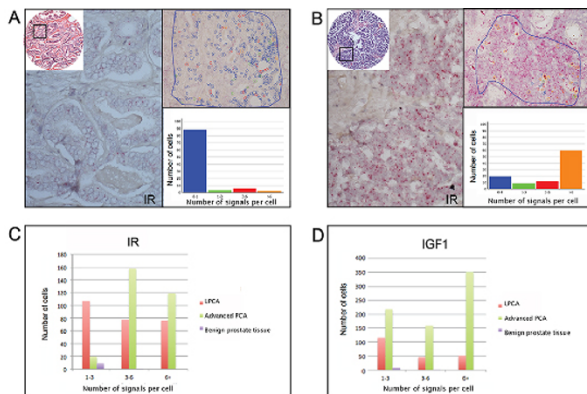 A
B
IR
IR
Number of cells
Number of signals per cell
Number of cells
Number of signals per cell
C
IR
Number of cells
180
160
140
120
100
80
60
40
20
0
1-3
3-6
6+
Number of signals per cell
LPCA
Advanced PCA
Benign prostate tissue
D
IGF1
Number of cells
400
350
300
250
200
150
100
50
0
1-3
3-6
6+
Number of signals per cell
LPCA
Advanced PCA
Benign prostate tissue